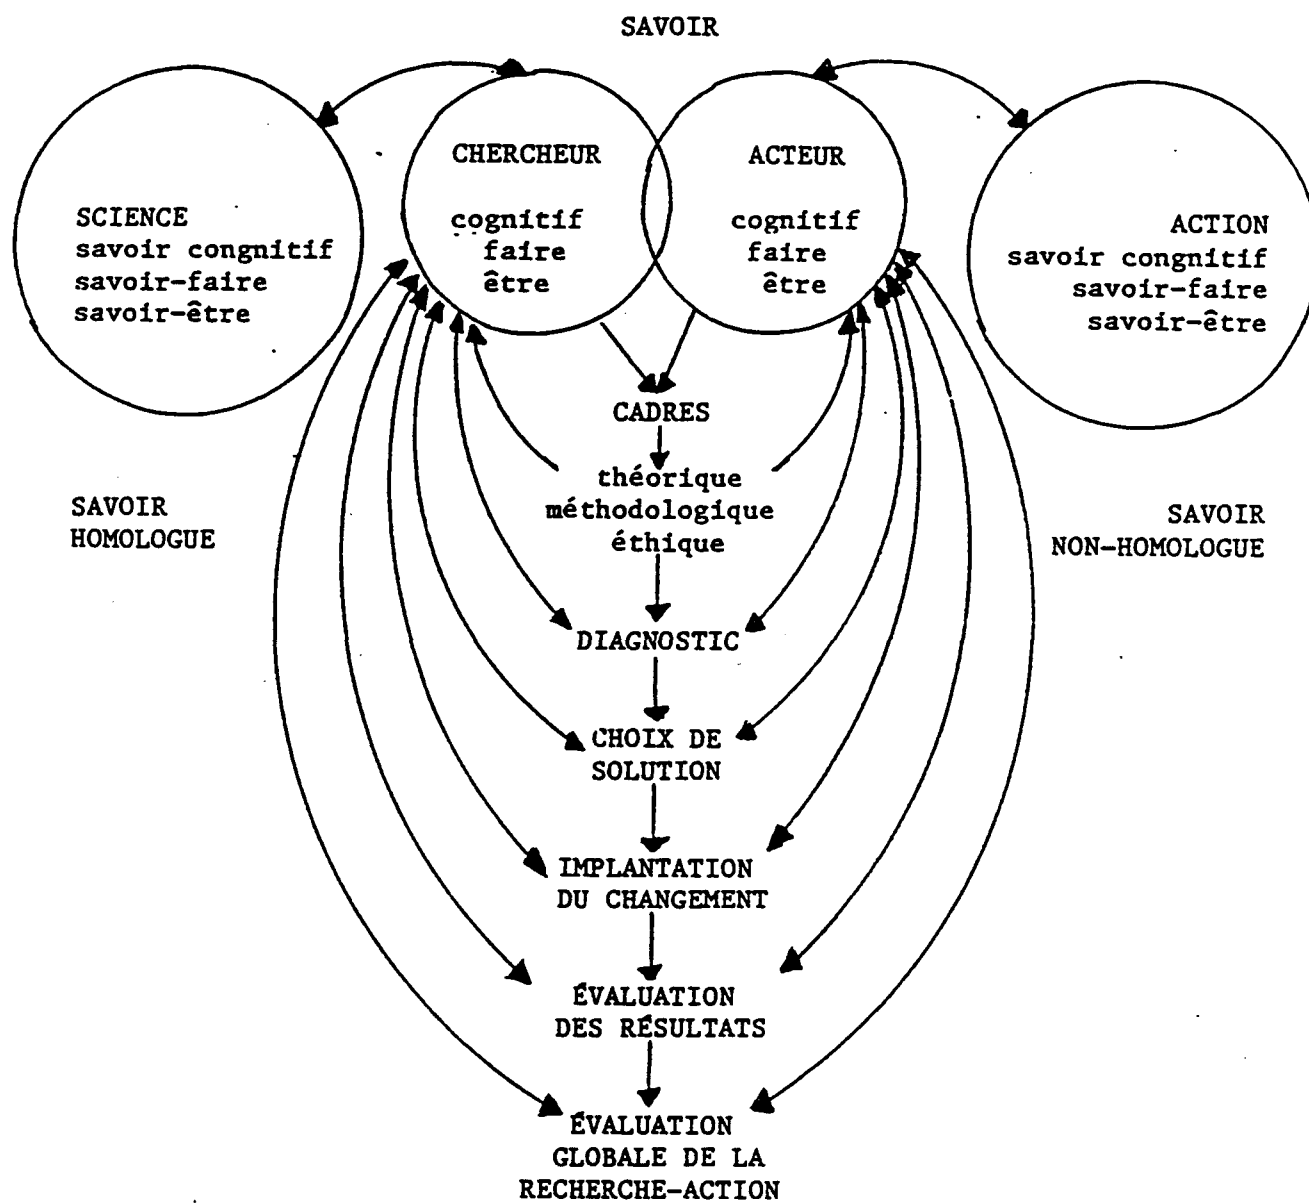 SAVOIR
CHERCHEUR
cognitif
faire
être
ACTEUR
cognitif
faire
être
SCIENCE
savoir congnitif
savoir-faire
savoir-être
ACTION
savoir congnitif
savoir-faire
savoir-être
CADRES
théorique
méthodologique
éthique
SAVOIR
HOMOLOGUE
SAVOIR
NON-HOMOLOGUE
DIAGNOSTIC
CHOIX DE
SOLUTION
IMPLANTATION
DU CHANGEMENT
ÉVALUATION
DES RÉSULTATS
ÉVALUATION
GLOBALE DE LA
RECHERCHE-ACTION